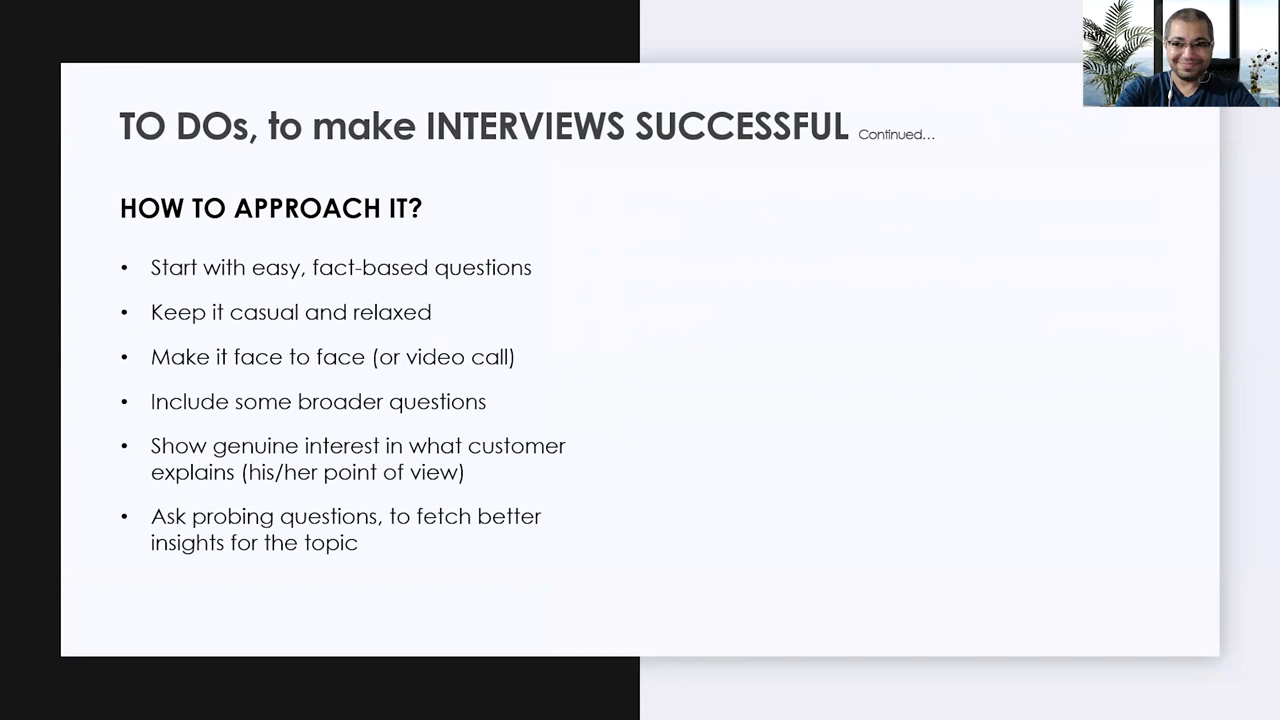 TO DOs, to make INTERVIEWS SUCCESSFUL Continued...
HOW TO APPROACH IT?
• Start with easy, fact-based questions
• Keep it casual and relaxed
• Make it face to face (or video call)
• Include some broader questions
• Show genuine interest in what customer
explains (his/her point of view)
• Ask probing questions, to fetch better
insights for the topic